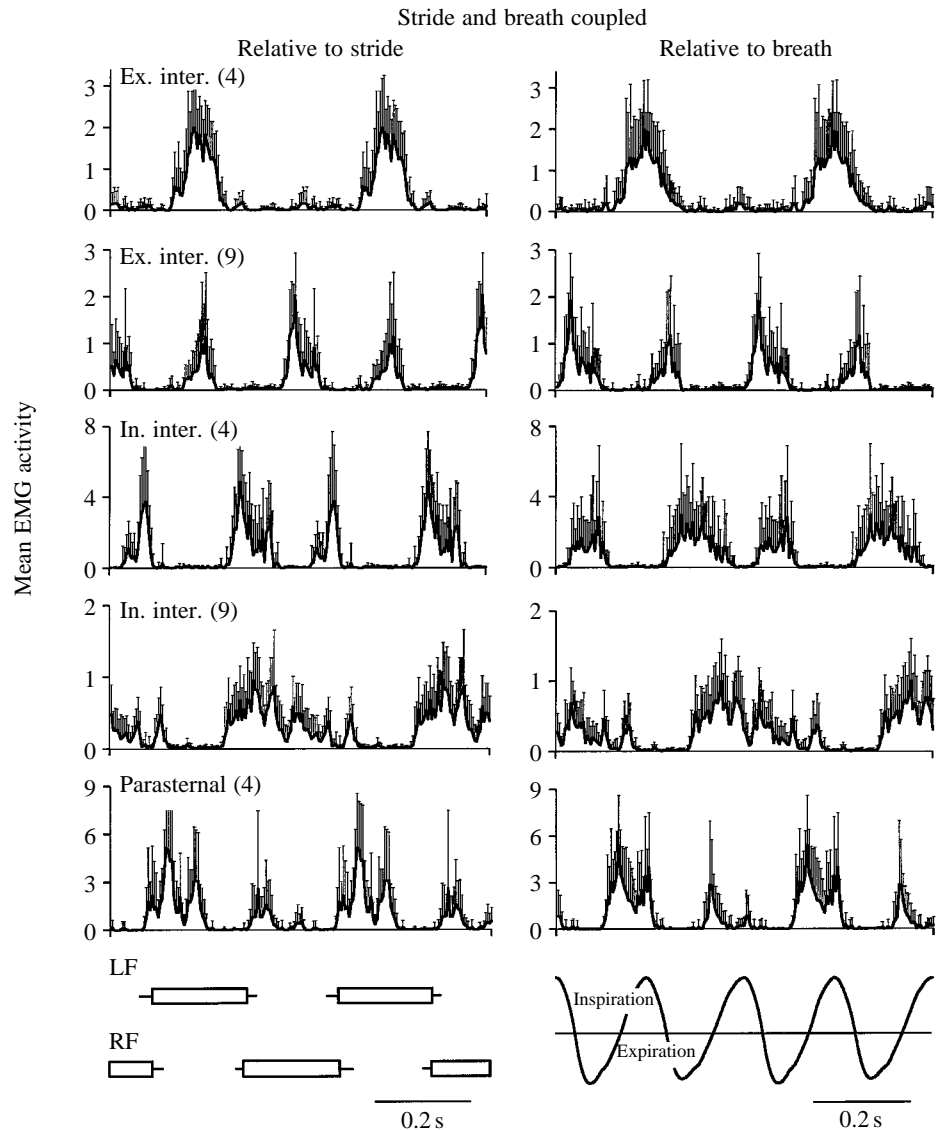 Stride and breath coupled
Relative to stride
Relative to breath
Mean EMG activity
Ex. inter. (4)
3
2
1
0
3
2
1
0
Ex. inter. (9)
3
2
1
0
3
2
1
0
In. inter. (4)
8
4
0
8
4
0
In. inter. (9)
2
1
0
2
1
0
Parasternal (4)
9
6
3
0
9
6
3
0
LF
RF
0.2 s
Inspiration
Expiration
0.2 s